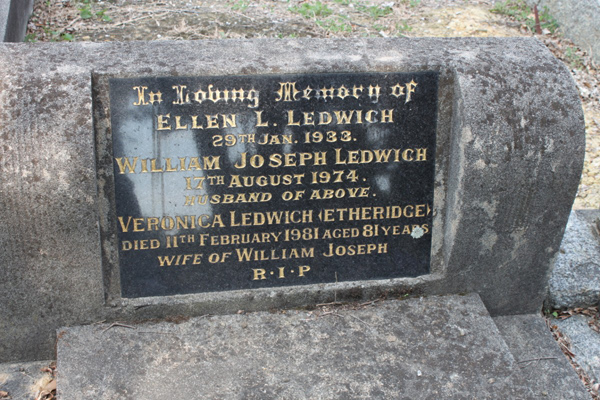 In Loving Memory of
ELLEN L. LEDWICH
29TH JAN. 1933.
WILLIAM JOSEPH LEDWICH
17TH AUGUST 1974.
HUSBAND OF ABOVE.
VERONICA LEDWICH (ETHERIDGE)
DIED 11TH FEBRUARY 1981 AGED 81 YEARS
WIFE OF WILLIAM JOSEPH
R·I·P